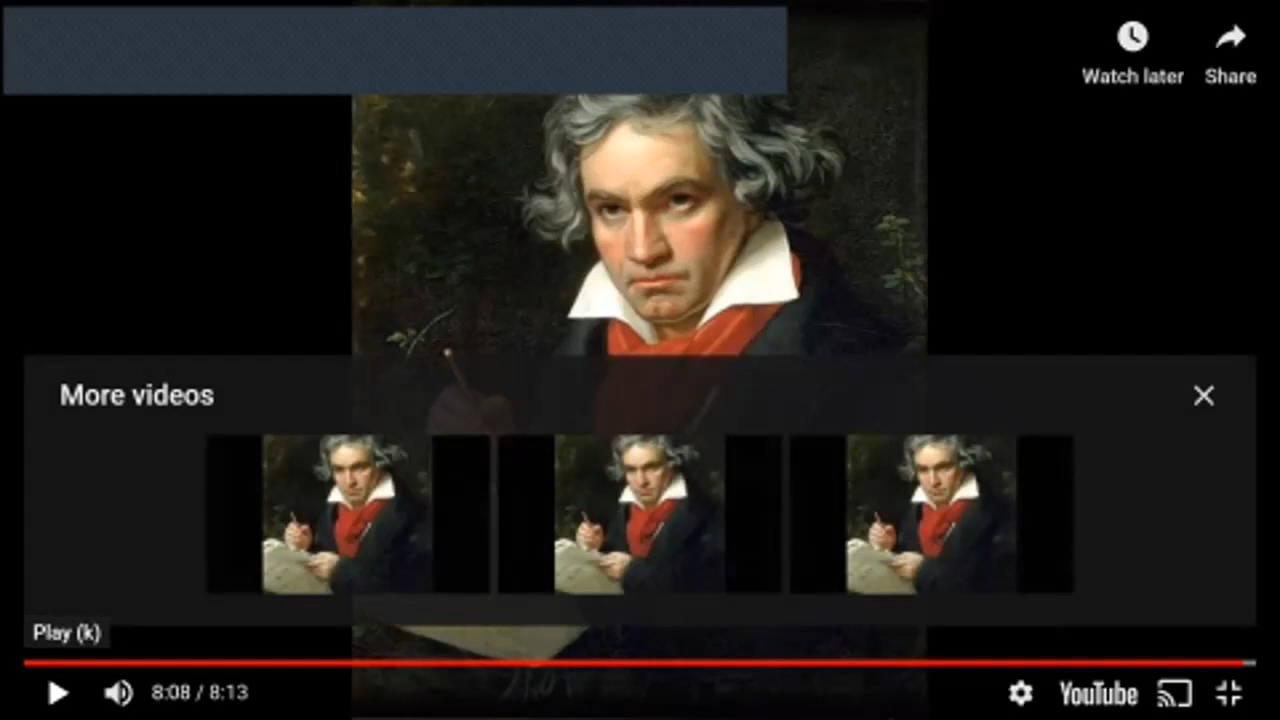 Watch later
Share
More videos
Play (k)
8:08 / 8:13
YouTube